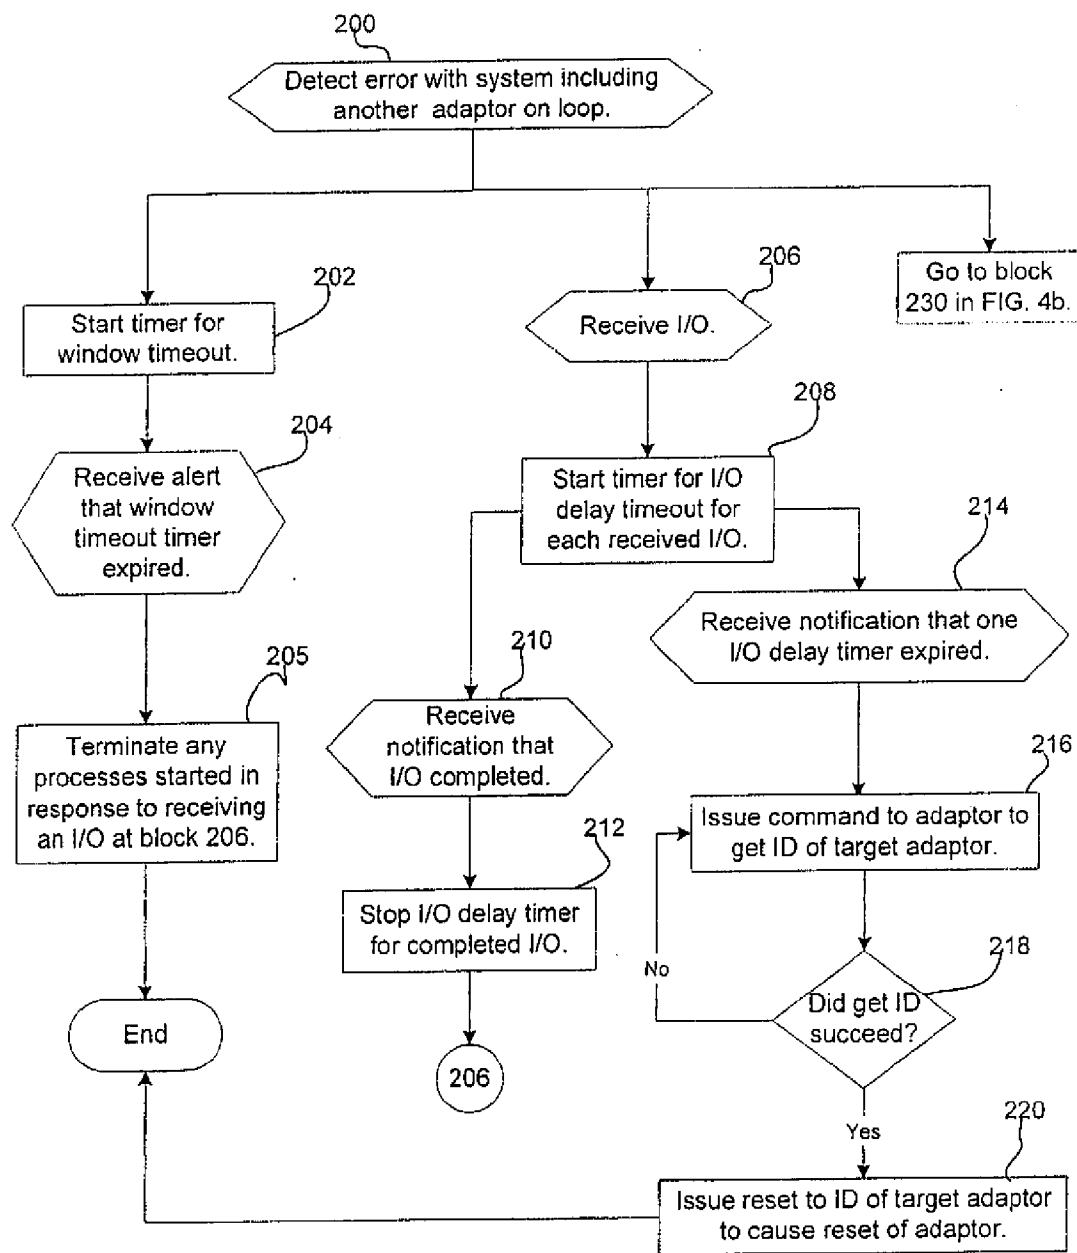 200
Detect error with system including
another adaptor on loop.
202
Start timer for
window timeout.
206
Receive I/O.
Go to block
230 in FIG. 4b.
204
Receive alert
that window
timeout timer
expired.
208
Start timer for I/O
delay timeout for
each received I/O.
214
Receive notification that one
I/O delay timer expired.
205
Terminate any
processes started in
response to receiving
an I/O at block 206.
210
Receive
notification that
I/O completed.
216
Issue command to adaptor to
get ID of target adaptor.
212
Stop I/O delay timer
for completed I/O.
218
No
Did get ID
succeed?
End
206
Yes
220
Issue reset to ID of target adaptor
to cause reset of adaptor.